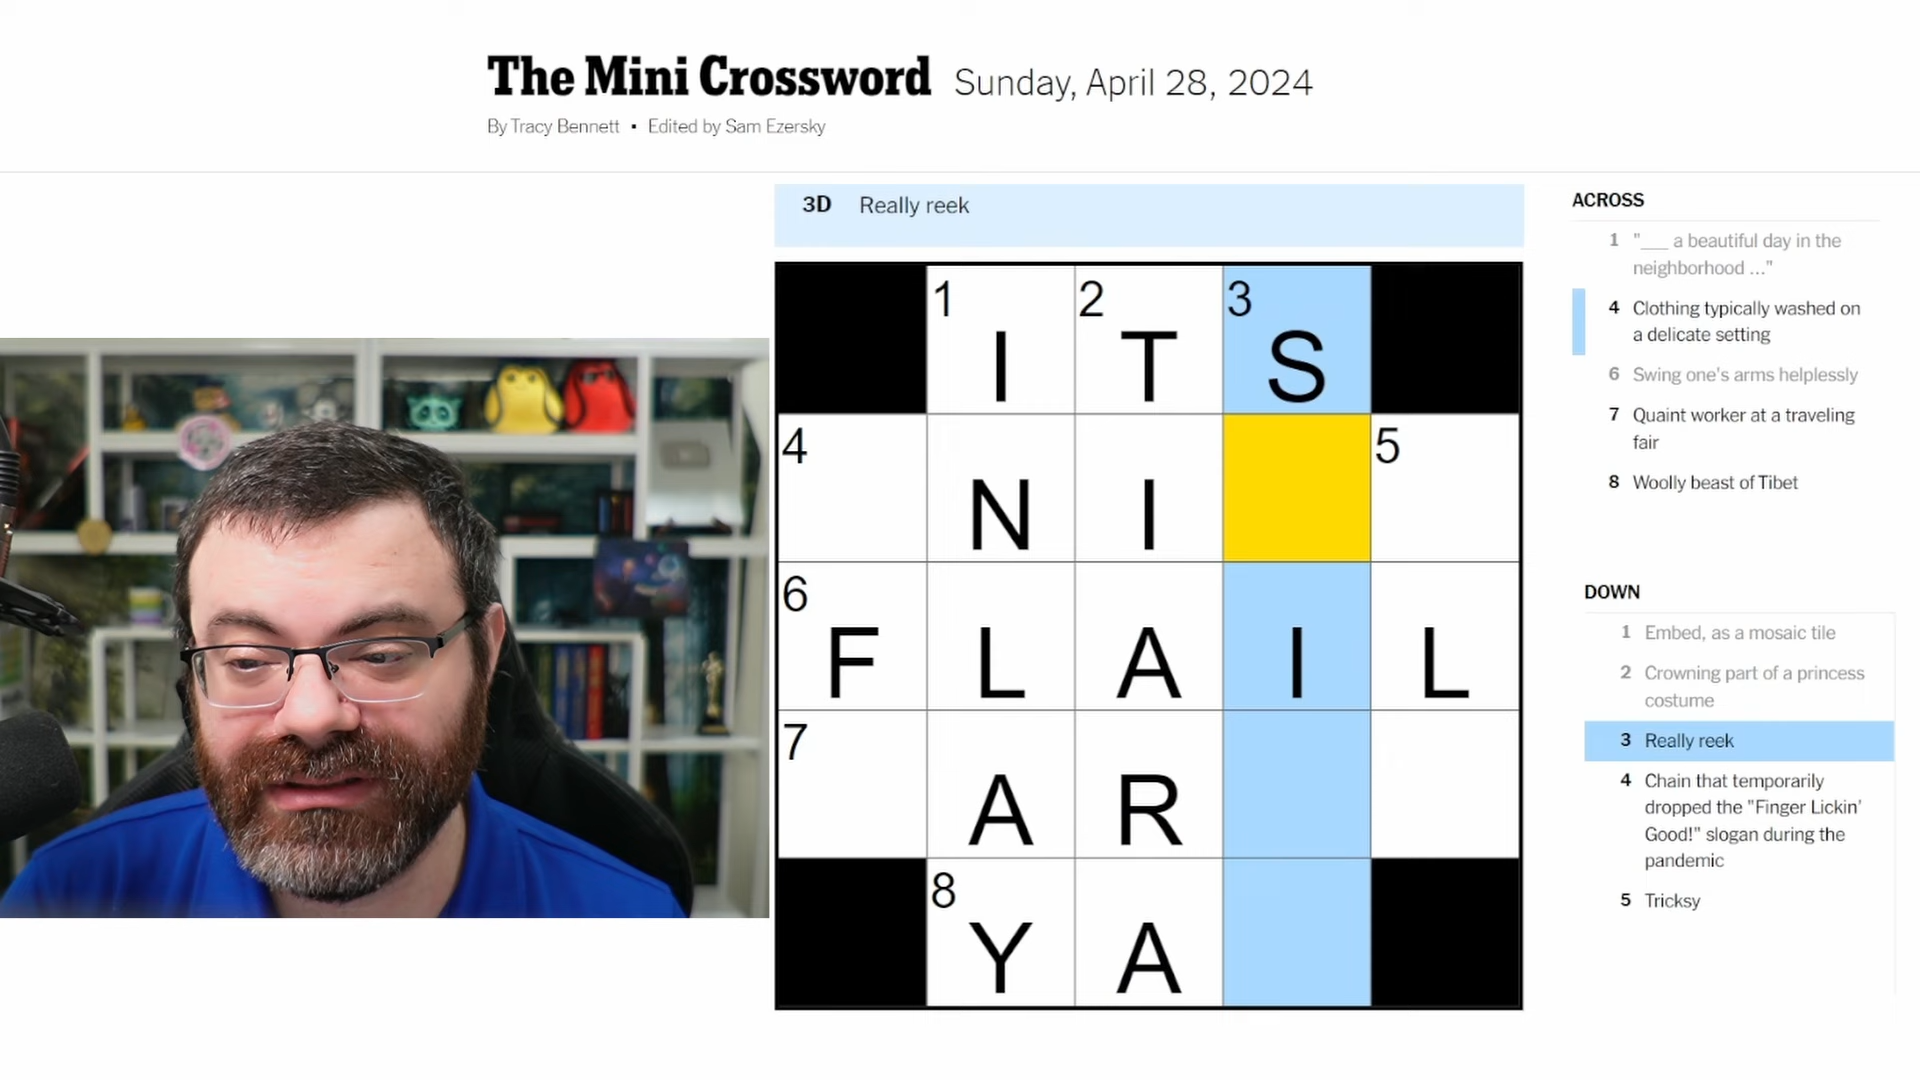 The Mini Crossword Sunday, April 28, 2024
By Tracy Bennett • Edited by Sam Ezersky
3D Really reek
1 I 2 T 3 S
4 N I 5
6 F L A I L
7 A R
8 Y A
ACROSS
1 "___ a beautiful day in the
neighborhood ..."
4 Clothing typically washed on
a delicate setting
6 Swing one's arms helplessly
7 Quaint worker at a traveling
fair
8 Woolly beast of Tibet
DOWN
1 Embed, as a mosaic tile
2 Crowning part of a princess
costume
3 Really reek
4 Chain that temporarily
dropped the "Finger Lickin'
Good!" slogan during the
pandemic
5 Tricksy